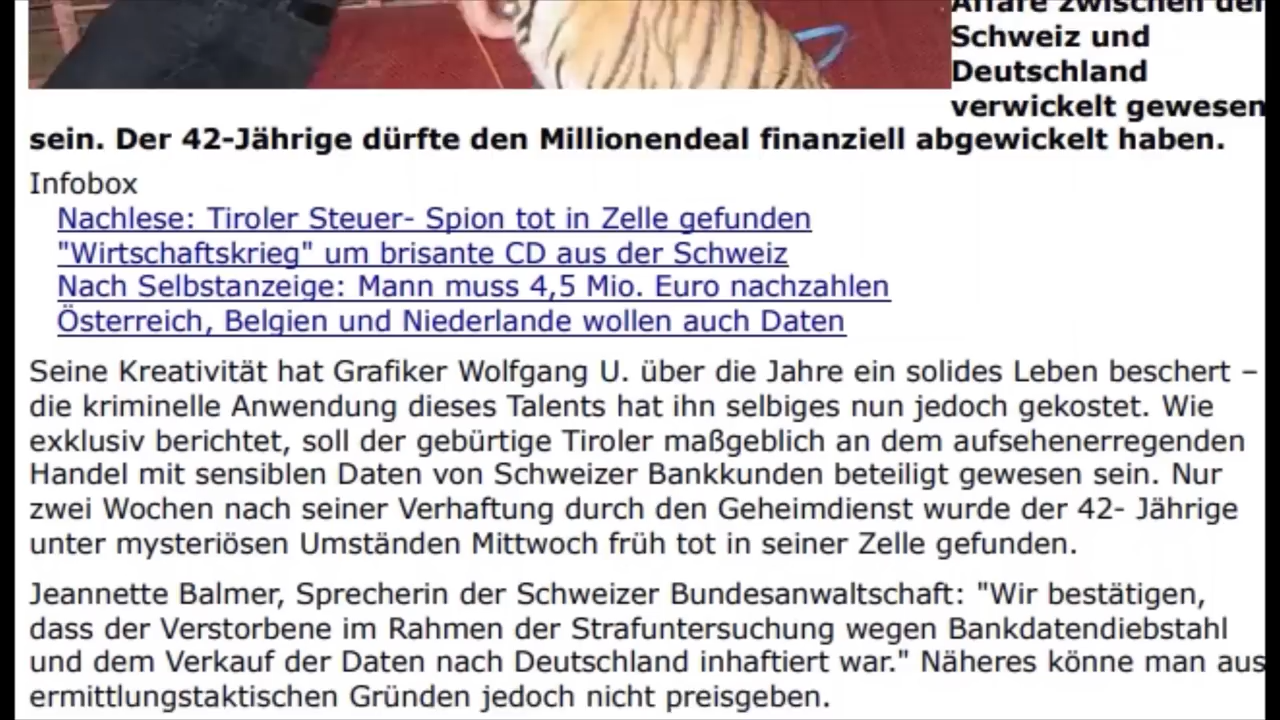 Affäre zwischen der
Schweiz und
Deutschland
verwickelt gewesen
sein. Der 42-Jährige dürfte den Millionendeal finanziell abgewickelt haben.
Infobox
Nachlese: Tiroler Steuer- Spion tot in Zelle gefunden
"Wirtschaftskrieg" um brisante CD aus der Schweiz
Nach Selbstanzeige: Mann muss 4,5 Mio. Euro nachzahlen
Österreich, Belgien und Niederlande wollen auch Daten
Seine Kreativität hat Grafiker Wolfgang U. über die Jahre ein solides Leben beschert –
die kriminelle Anwendung dieses Talents hat ihn selbiges nun jedoch gekostet. Wie
exklusiv berichtet, soll der gebürtige Tiroler maßgeblich an dem aufsehenerregenden
Handel mit sensiblen Daten von Schweizer Bankkunden beteiligt gewesen sein. Nur
zwei Wochen nach seiner Verhaftung durch den Geheimdienst wurde der 42- Jährige
unter mysteriösen Umständen Mittwoch früh tot in seiner Zelle gefunden.
Jeannette Balmer, Sprecherin der Schweizer Bundesanwaltschaft: "Wir bestätigen,
dass der Verstorbene im Rahmen der Strafuntersuchung wegen Bankdatendiebstahl
und dem Verkauf der Daten nach Deutschland inhaftiert war." Näheres könne man aus
ermittlungstaktischen Gründen jedoch nicht preisgeben.